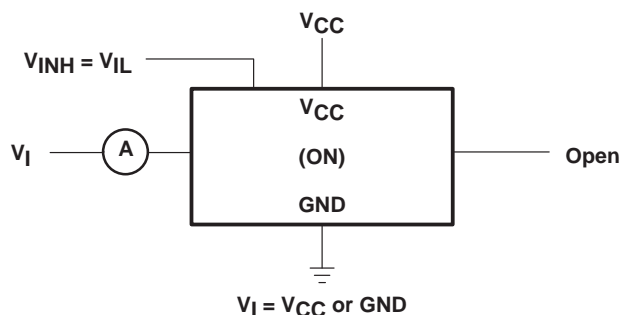 VCC
VINH = VIL
VCC
VI
A
(ON)
Open
GND
VI = VCC or GND